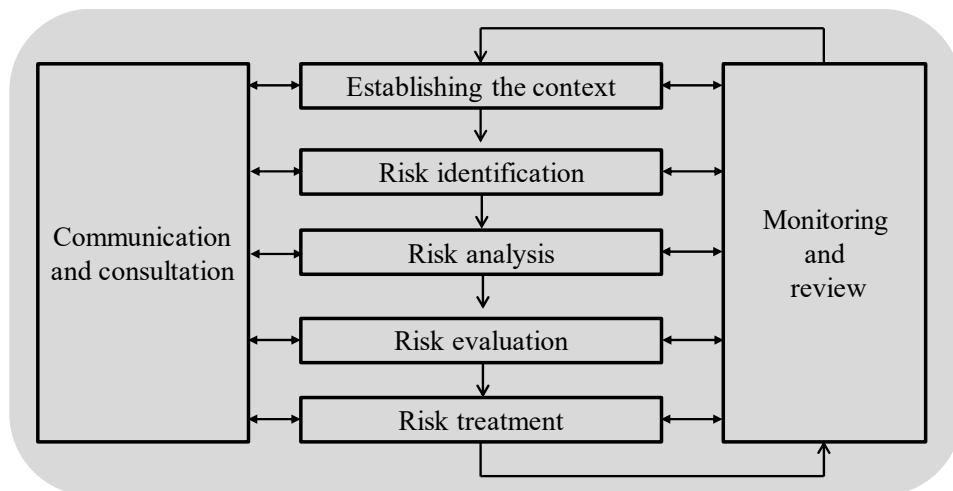 Establishing the context
Risk identification
Communication
and consultation
Risk analysis
Monitoring
and
review
Risk evaluation
Risk treatment